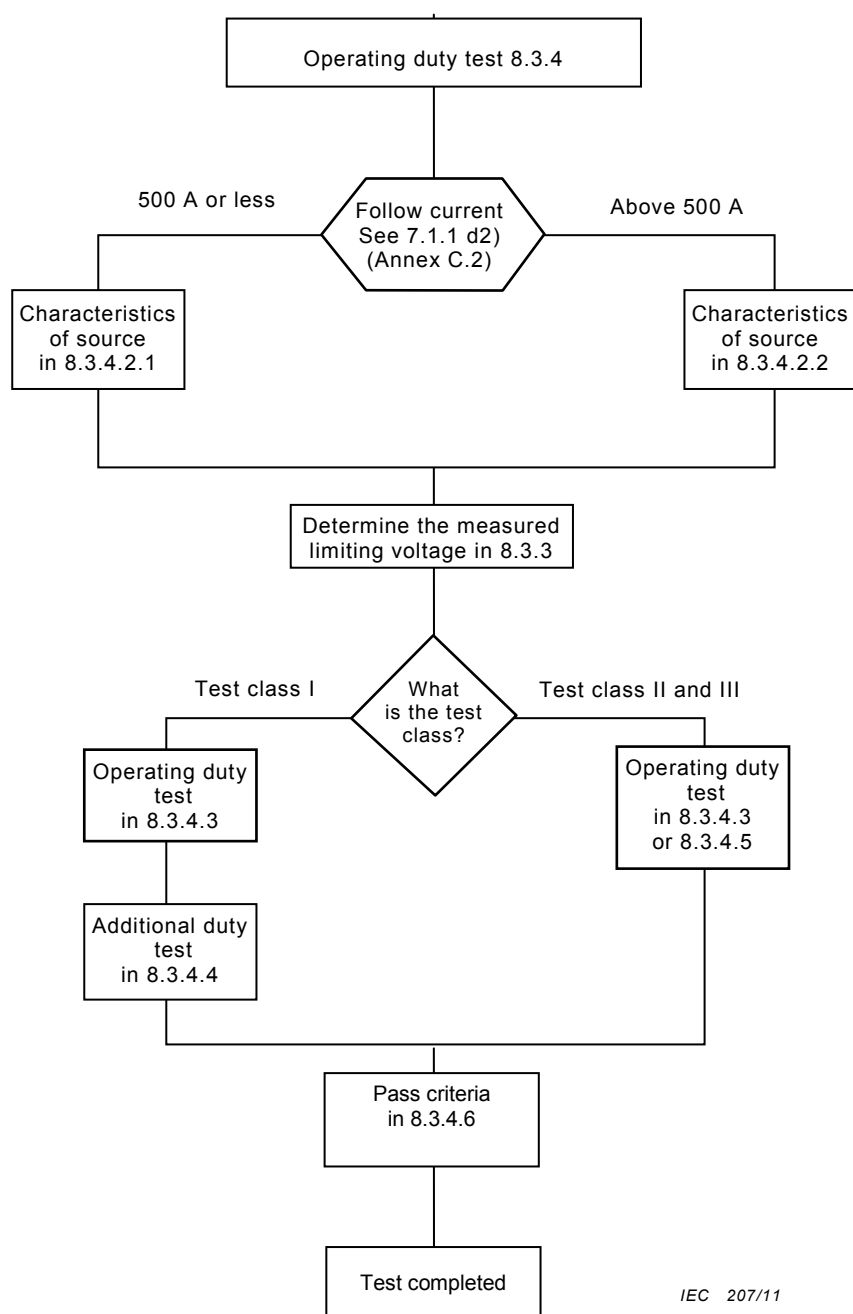 Operating duty test 8.3.4
500 A or less
Follow current
See 7.1.1 d2)
(Annex C.2)
Above 500 A
Characteristics
of source
in 8.3.4.2.1
Characteristics
of source
in 8.3.4.2.2
Determine the measured
limiting voltage in 8.3.3
Test class I
What
is the test
class?
Test class II and III
Operating duty
test
in 8.3.4.3
Operating duty
test
in 8.3.4.3
or 8.3.4.5
Additional duty
test
in 8.3.4.4
Pass criteria
in 8.3.4.6
Test completed
IEC 207/11